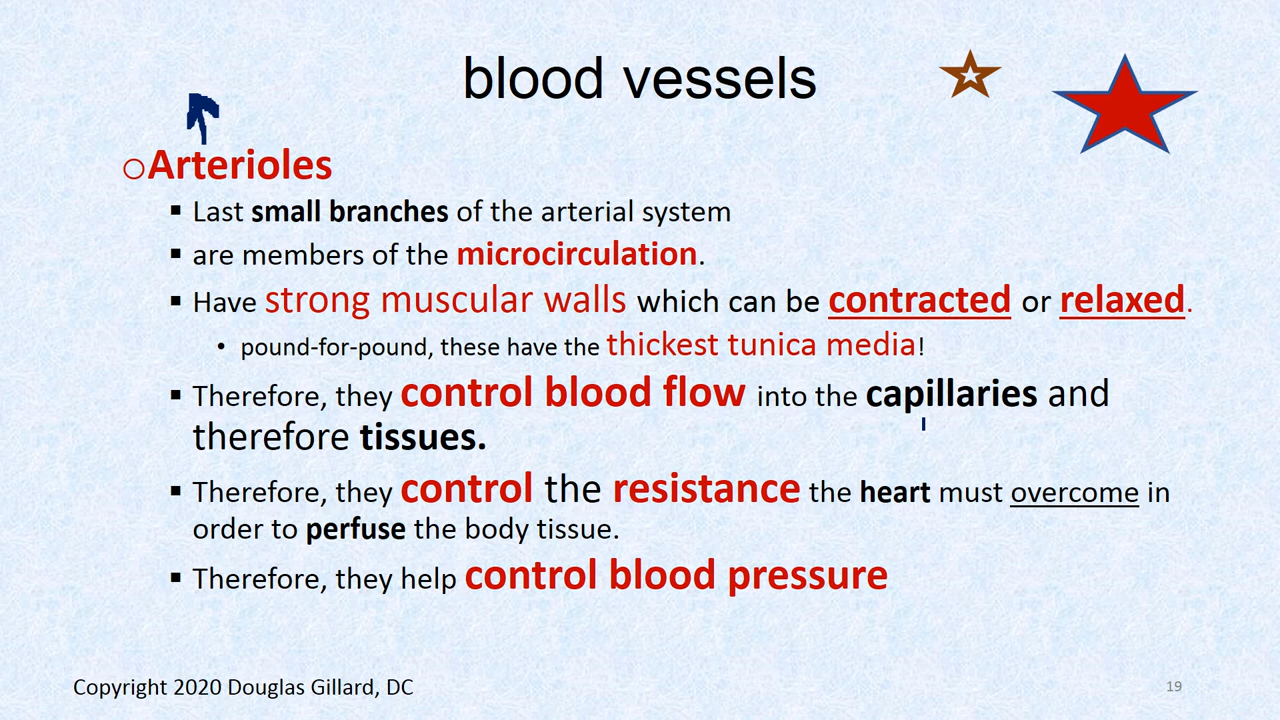 blood vessels
Arterioles
Last small branches of the arterial system
are members of the microcirculation.
Have strong muscular walls which can be contracted or relaxed.
pound-for-pound, these have the thickest tunica media!
Therefore, they control blood flow into the capillaries and
therefore tissues.
Therefore, they control the resistance the heart must overcome in
order to perfuse the body tissue.
Therefore, they help control blood pressure
Copyright 2020 Douglas Gillard, DC
19